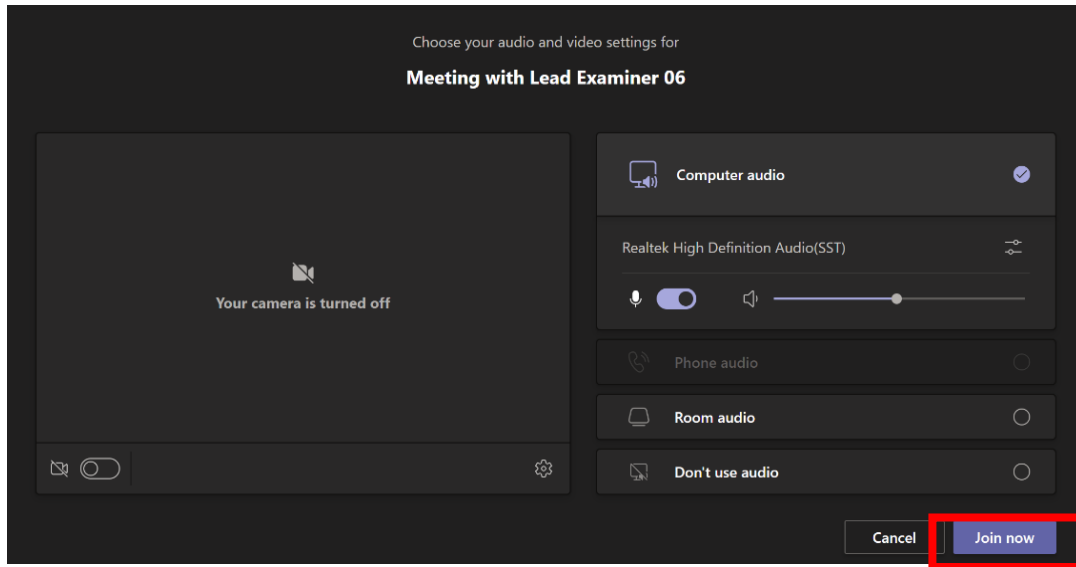 Choose your audio and video settings for
Meeting with Lead Examiner 06
Your camera is turned off
Computer audio
Realtek High Definition Audio(SST)
Phone audio
Room audio
Don't use audio
Cancel
Join now